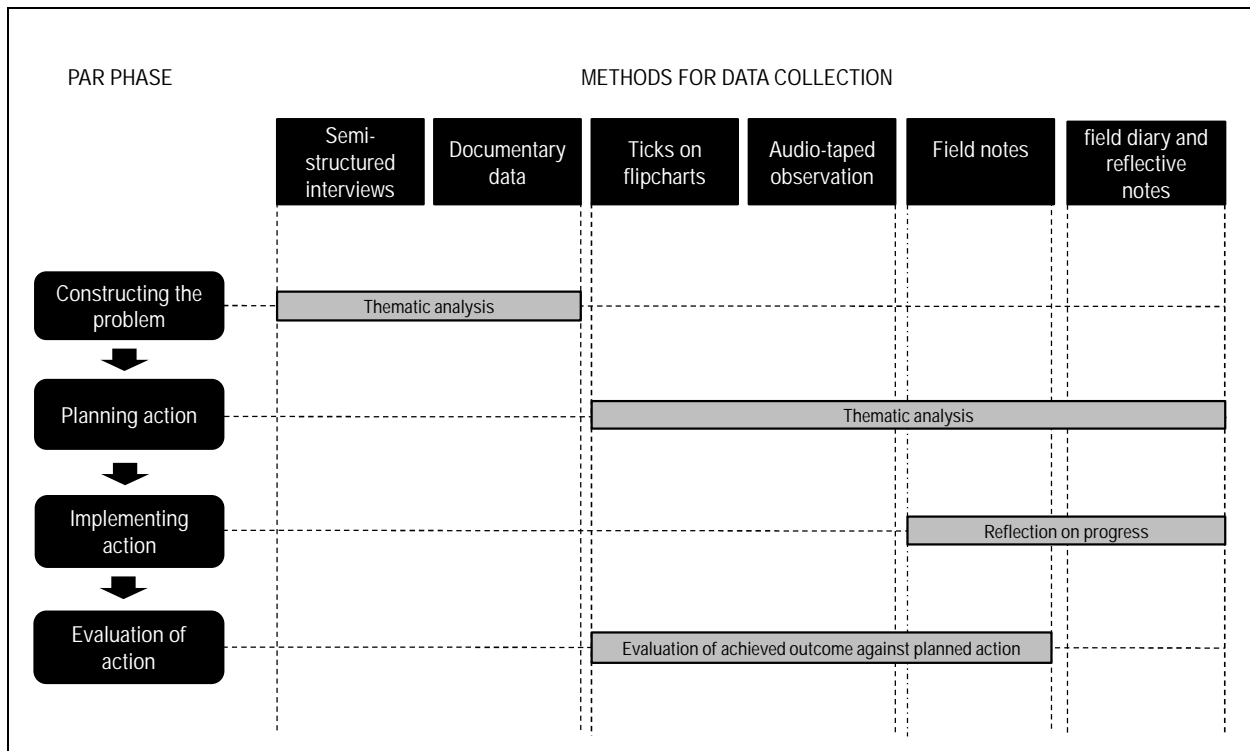 PAR PHASE
METHODS FOR DATA COLLECTION
Semi-
structured
interviews
Documentary
data
Ticks on
flipcharts
Audio-taped
observation
Field notes
field diary and
reflective
notes
Constructing the
problem
Thematic analysis
Planning action
Thematic analysis
Implementing
action
Reflection on progress
Evaluation of
action
Evaluation of achieved outcome against planned action